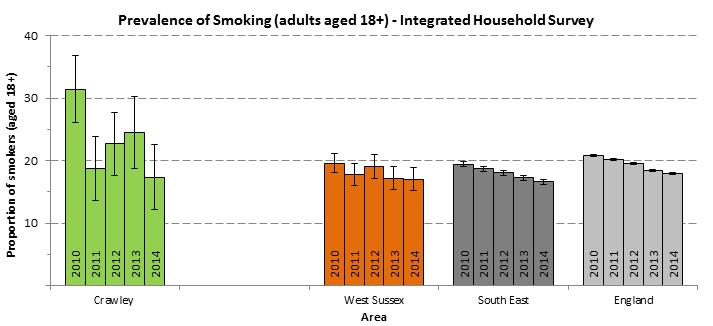 Prevalence of Smoking (adults aged 18+) - Integrated Household Survey
Proportion of smokers (aged 18+)
40
30
20
10
2010 2011 2012 2013 2014
2010 2011 2012 2013 2014
2010 2011 2012 2013 2014
2010 2011 2012 2013 2014
Crawley West Sussex South East England
Area